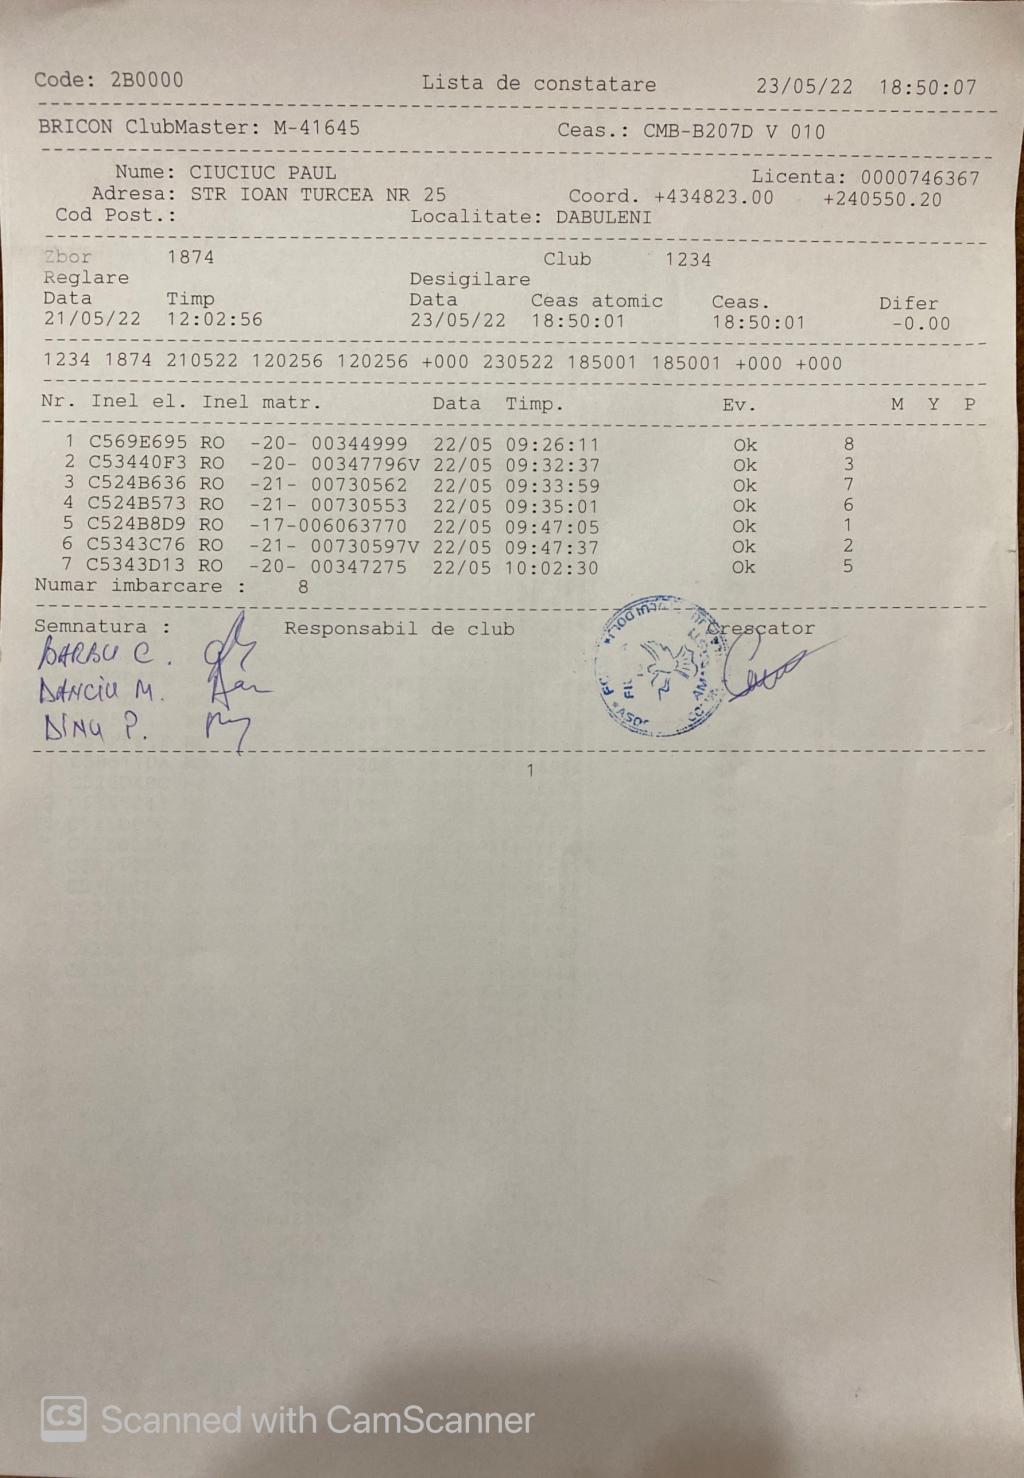 Code: 2B0000 Lista de constatare 23/05/22 18:50:07
BRICON ClubMaster: M-41645 Ceas.: CMB-B207D V 010
Nume: CIUCIUC PAUL Licenta: 0000746367
Adresa: STR IOAN TURCEA NR 25 Coord. +434823.00 +240550.20
Cod Post.: Localitate: DABULENI
Zbor 1874 Club 1234
Reglare Desigilare
Data Timp Data Ceas atomic Ceas. Difer
21/05/22 12:02:56 23/05/22 18:50:01 18:50:01 -0.00
1234 1874 210522 120256 120256 +000 230522 185001 185001 +000 +000
Nr. Inel el. Inel matr. Data Timp. Ev. M Y P
1 C569E695 RO -20- 00344999 22/05 09:26:11 Ok 8
2 C53440F3 RO -20- 00347796V 22/05 09:32:37 Ok 3
3 C524B636 RO -21- 00730562 22/05 09:33:59 Ok 7
4 C524B573 RO -21- 00730553 22/05 09:35:01 Ok 6
5 C524B8D9 RO -17-006063770 22/05 09:47:05 Ok 1
6 C5343C76 RO -21- 00730597V 22/05 09:47:37 Ok 2
7 C5343D13 RO -20- 00347275 22/05 10:02:30 Ok 5
Numar imbarcare : 8
Semnatura : Responsabil de club Crescator
BARBU C.
DANCIU M.
DINU P.
1
CS Scanned with CamScanner